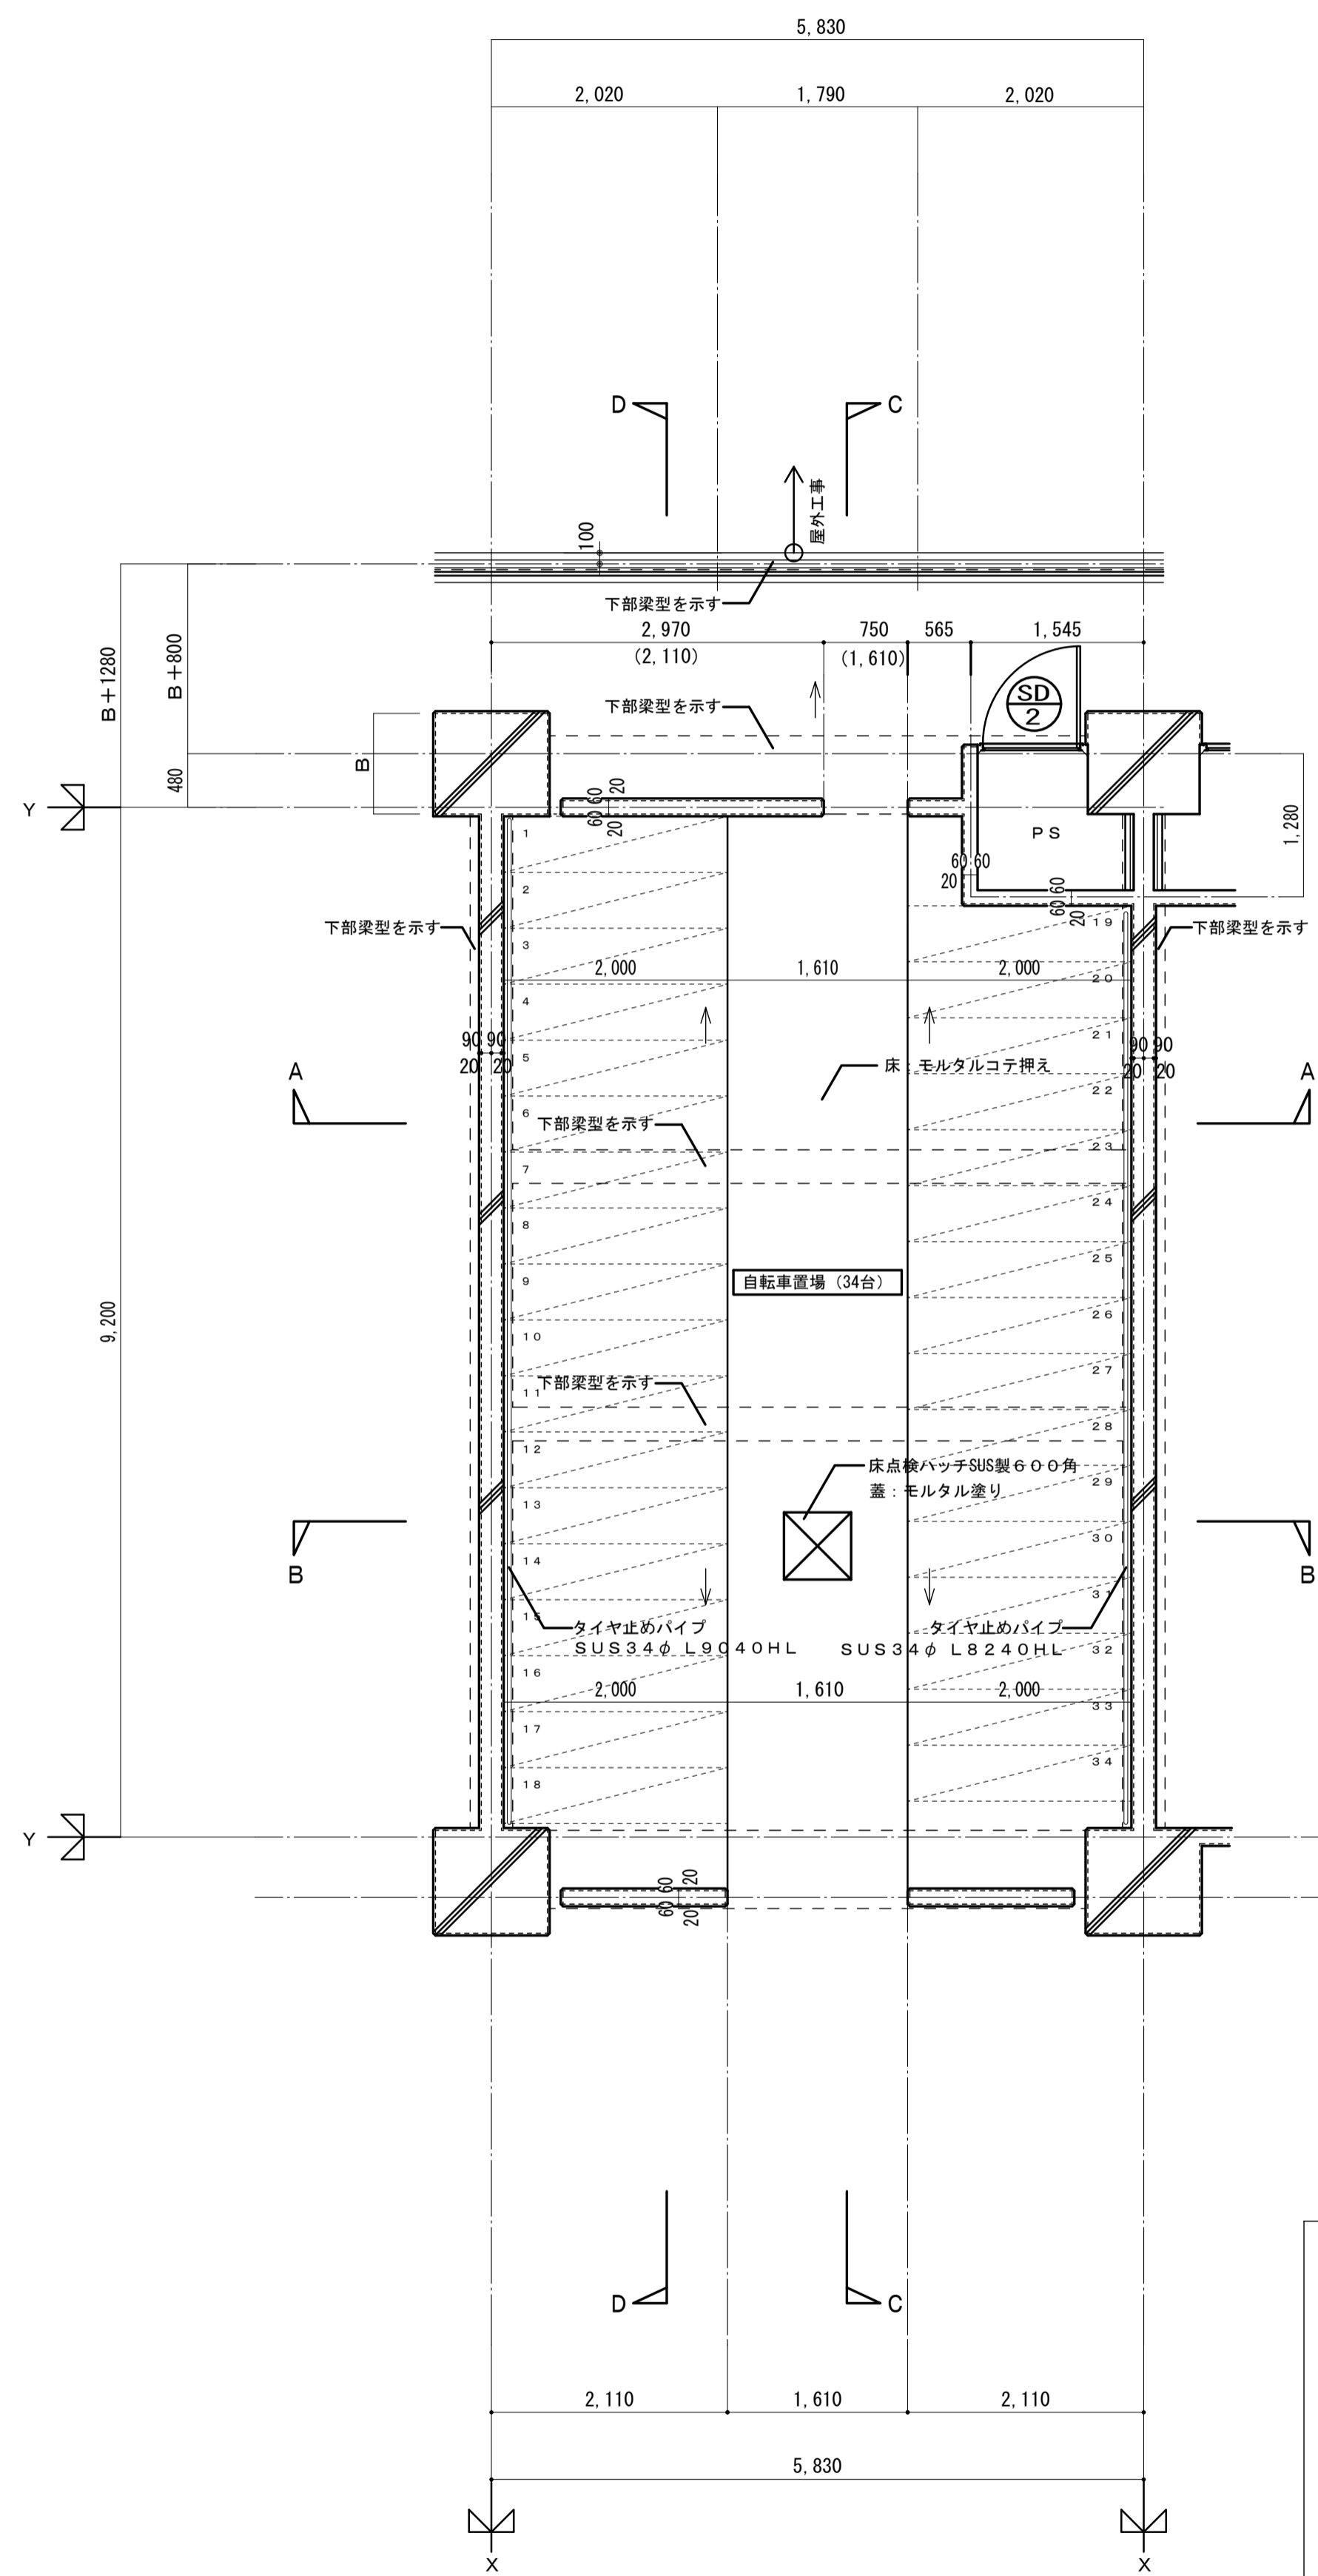 5,830
2,020
1,790
2,020
D
C
屋外工事
100
下部梁型を示す
2,970
750
565
1,545
(2,110)
(1,610)
B+1280
B+800
480
B
下部梁型を示す
SD
2
Y
60 60
20
20
PS
1,280
60 60
20
60 60
20
下部梁型を示す
下部梁型を示す
1
2
3
4
5
6
7
8
9
10
11
12
13
14
15
16
17
18
19
20
21
22
23
24
25
26
27
28
29
30
31
32
33
34
2,000
1,610
2,000
90 90
20 20
90 90
20 20
A
A
床:モルタルコテ押え
下部梁型を示す
自転車置場(34台)
9,200
下部梁型を示す
床点検ハッチSUS製600角
蓋:モルタル塗り
B
B
タイヤ止めパイプ
SUS34φ L9040HL
タイヤ止めパイプ
SUS34φ L8240HL
2,000
1,610
2,000
Y
60 60
20
20
D
C
2,110
1,610
2,110
5,830
X
X